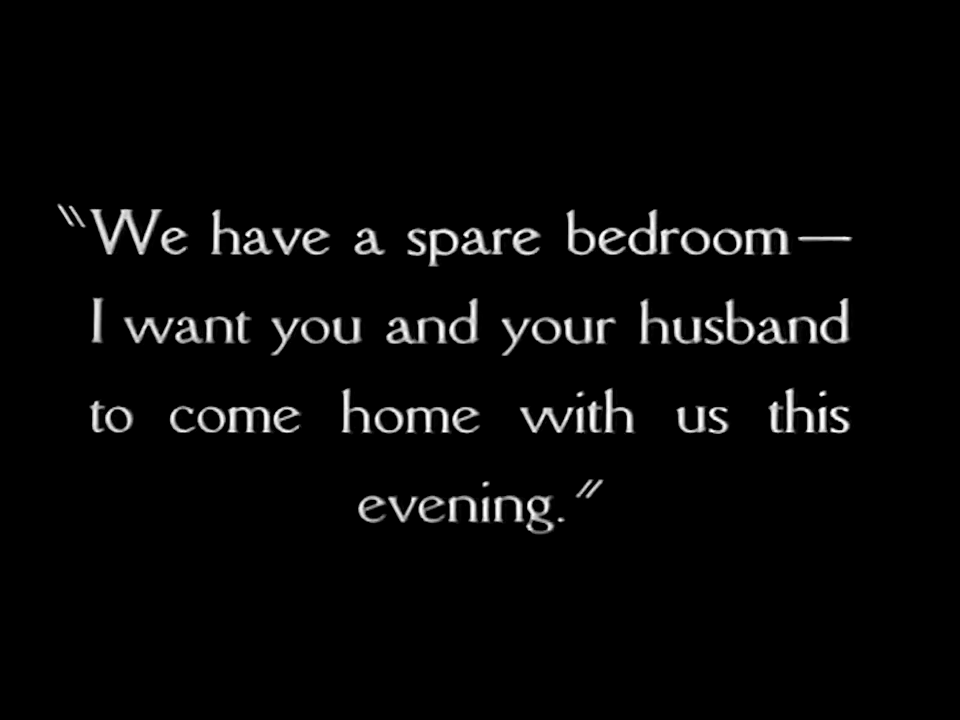 "We have a spare bedroom—
I want you and your husband
to come home with us this
evening."